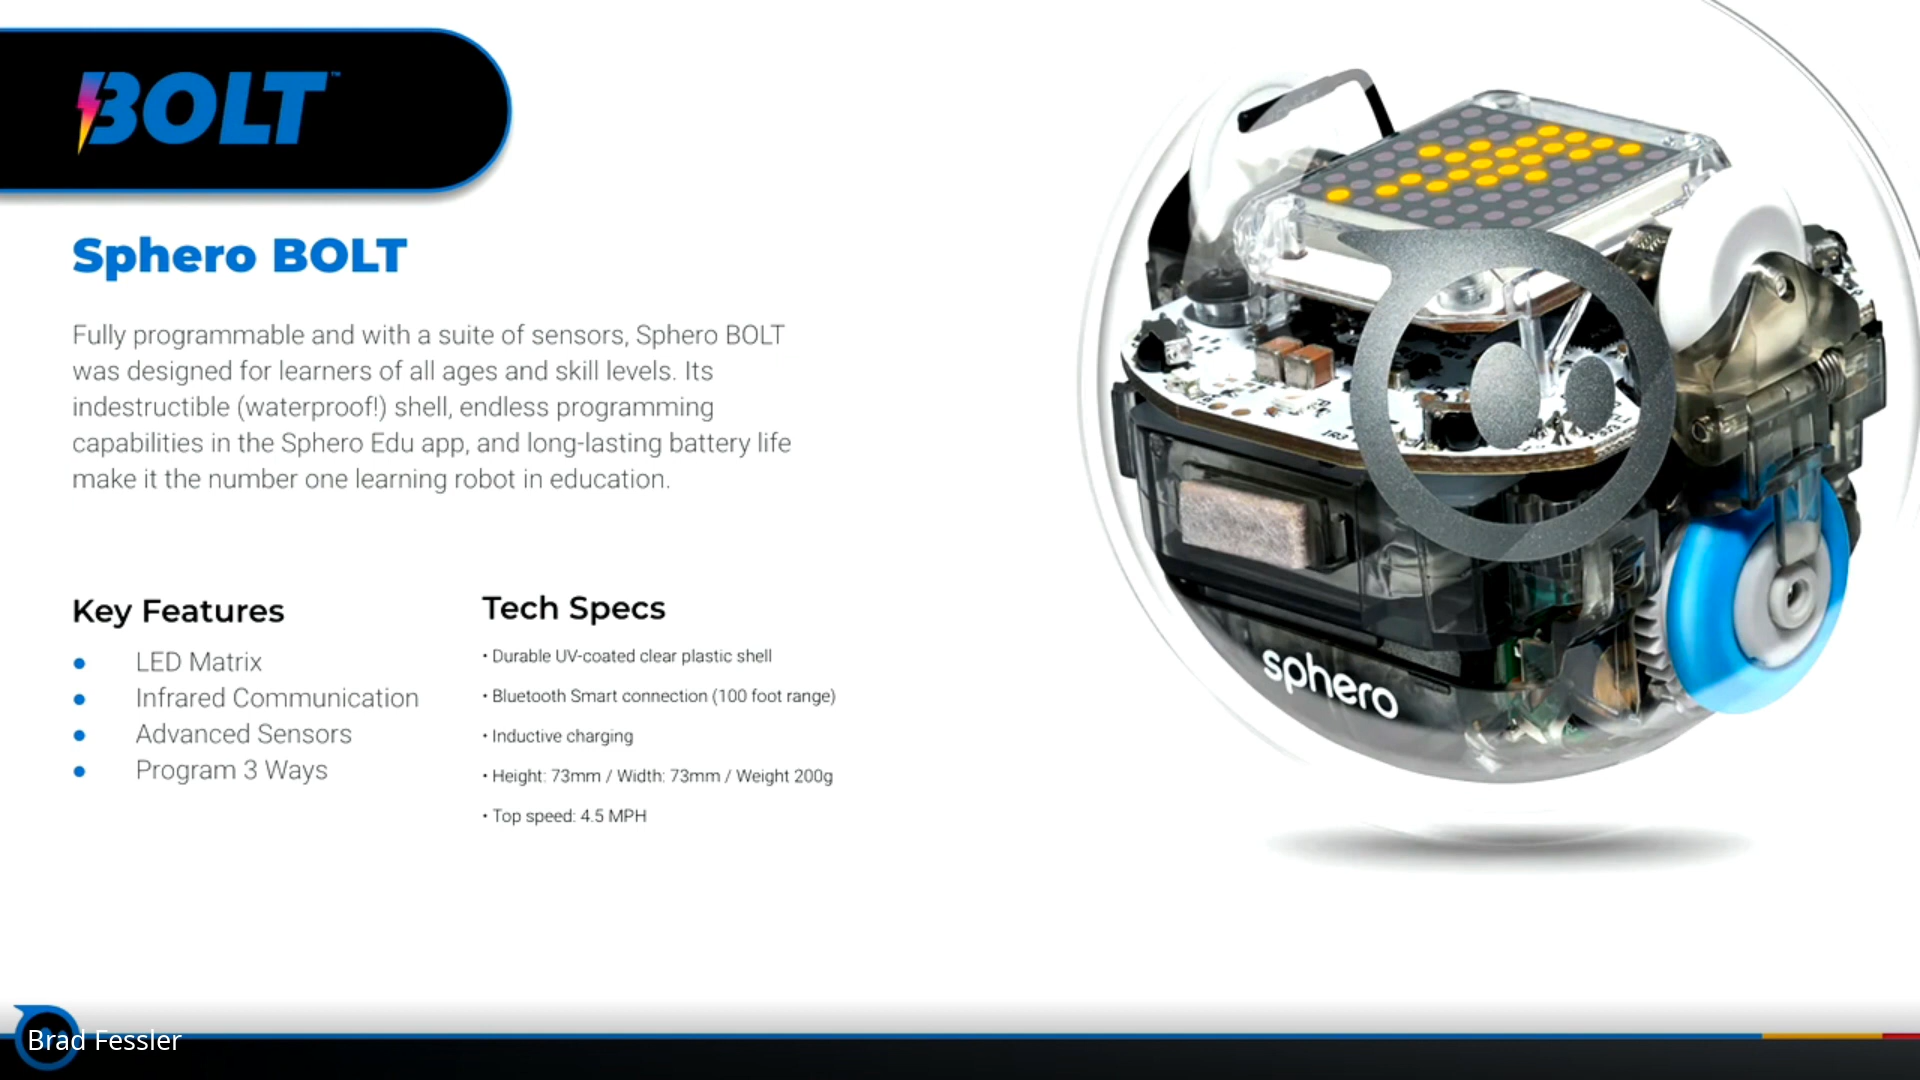 BOLT™
Sphero BOLT
Fully programmable and with a suite of sensors, Sphero BOLT
was designed for learners of all ages and skill levels. Its
indestructible (waterproof!) shell, endless programming
capabilities in the Sphero Edu app, and long-lasting battery life
make it the number one learning robot in education.
Key Features
● LED Matrix
● Infrared Communication
● Advanced Sensors
● Program 3 Ways
Tech Specs
• Durable UV-coated clear plastic shell
• Bluetooth Smart connection (100 foot range)
• Inductive charging
• Height: 73mm / Width: 73mm / Weight 200g
• Top speed: 4.5 MPH
sphero
Brad Fessler